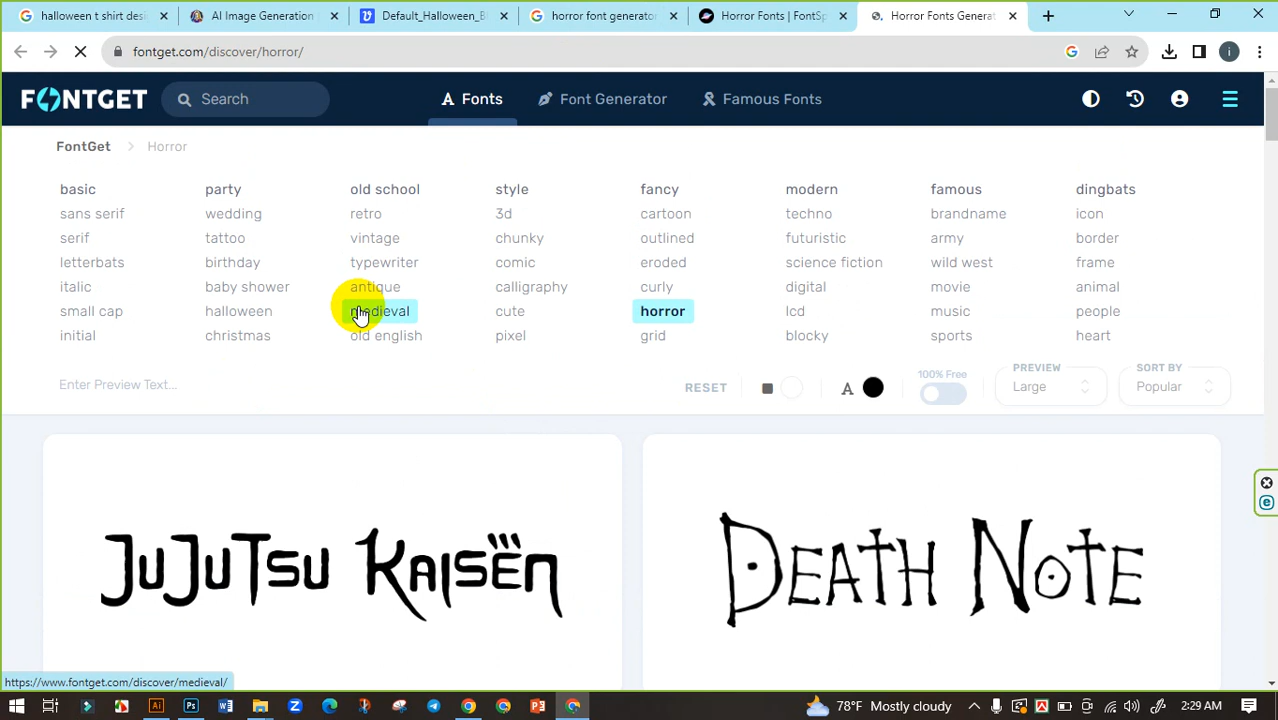 halloween t shirt desi
AI Image Generation
Default_Halloween_B
horror font generator
Horror Fonts | FontSp
Horror Fonts Generat
fontget.com/discover/horror/
FONTGET
Search
Fonts
Font Generator
Famous Fonts
FontGet
Horror
basic party old school style fancy modern famous dingbats
sans serif wedding retro 3d cartoon techno brandname icon
serif tattoo vintage chunky outlined futuristic army border
letterbats birthday typewriter comic eroded science fiction wild west frame
italic baby shower antique calligraphy curly digital movie animal
small cap halloween medieval cute horror lcd music people
initial christmas old english pixel grid blocky sports heart
Enter Preview Text...
RESET
A
100% Free
PREVIEW
Large
SORT BY
Popular
JUJUTSU KAISEN
DEATH NOTE
https://www.fontget.com/discover/medieval/
78°F Mostly cloudy
2:29 AM